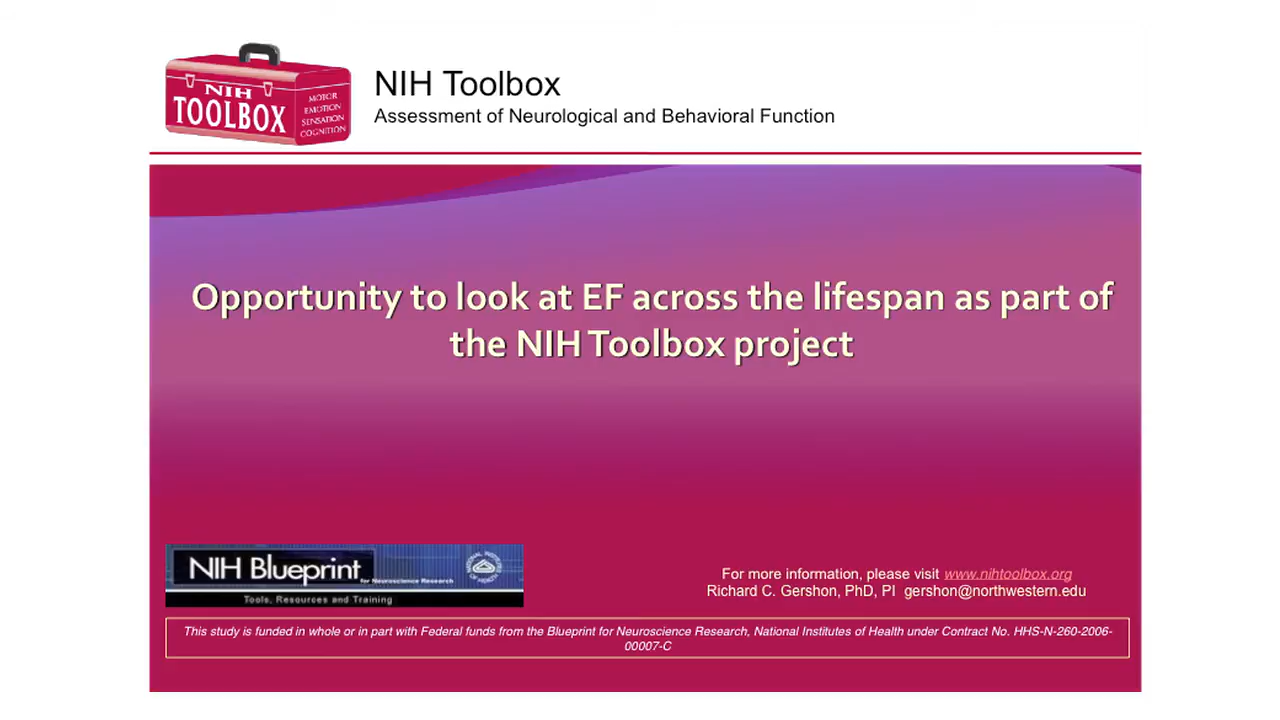 NIH
TOOLBOX
MOTOR
EMOTION
SENSATION
COGNITION
NIH Toolbox
Assessment of Neurological and Behavioral Function
Opportunity to look at EF across the lifespan as part of
the NIH Toolbox project
NIH Blueprint
for Neuroscience Research
Tools, Resources and Training
For more information, please visit www.nihtoolbox.org
Richard C. Gershon, PhD, PI gershon@northwestern.edu
This study is funded in whole or in part with Federal funds from the Blueprint for Neuroscience Research, National Institutes of Health under Contract No. HHS-N-260-2006-
00007-C